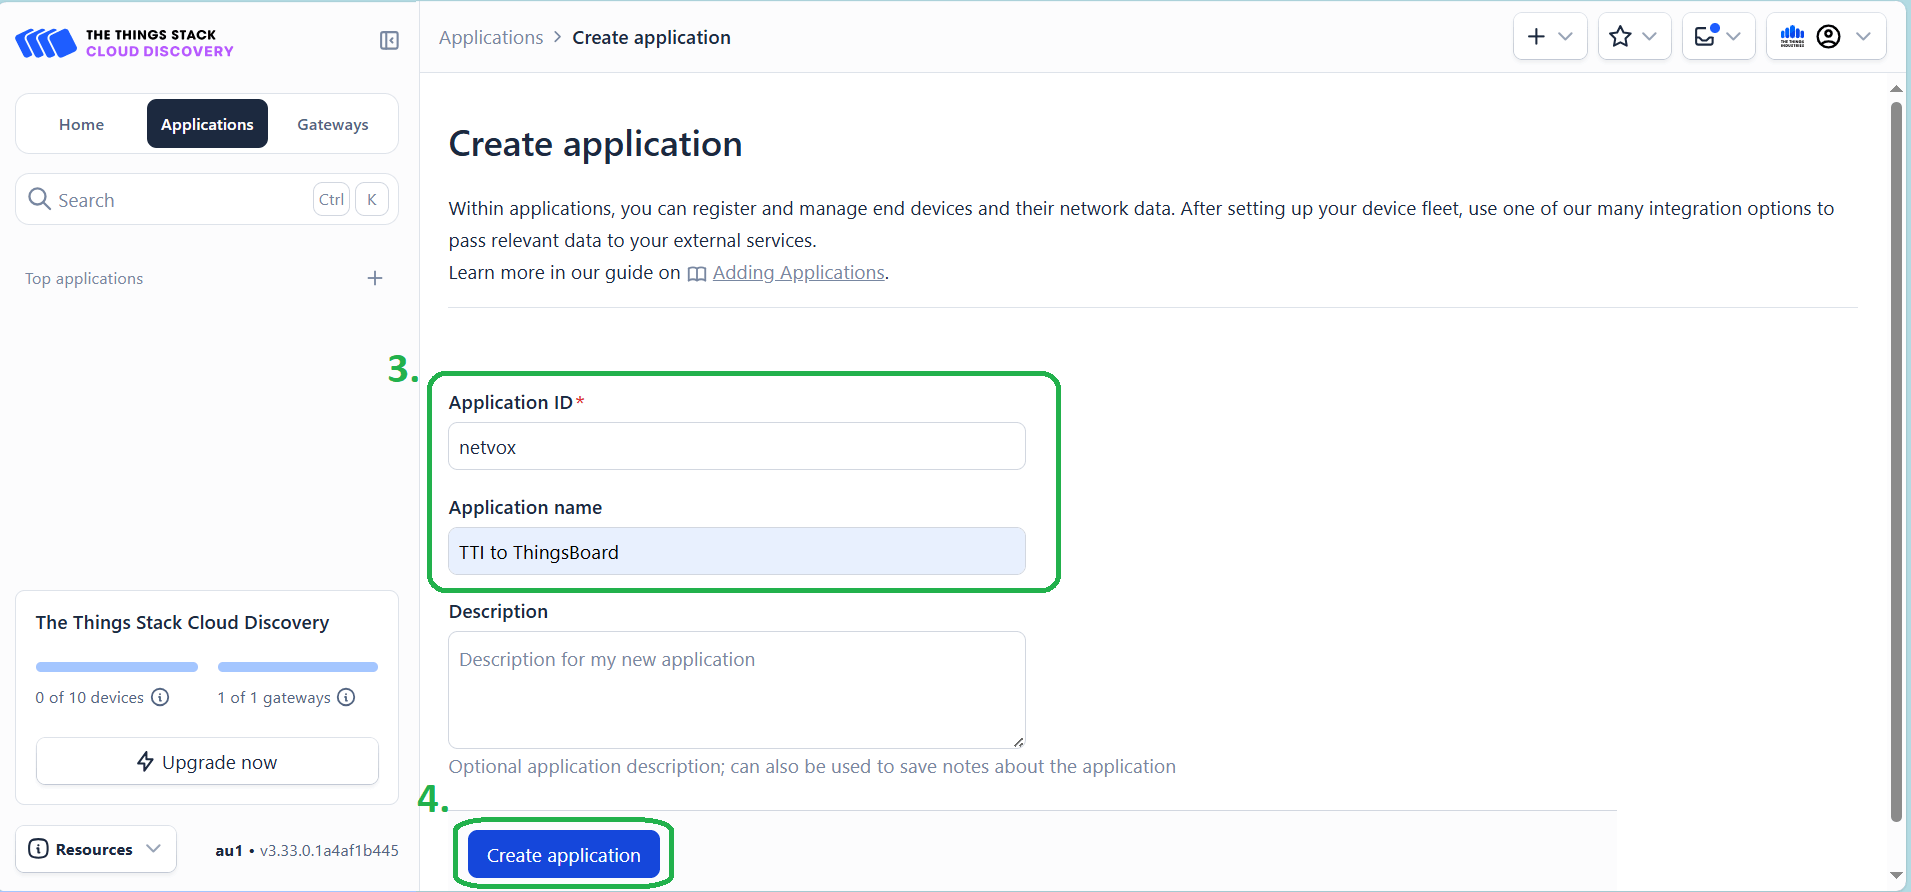 THE THINGS STACK
CLOUD DISCOVERY
Applications > Create application
Home
Applications
Gateways
Search
Ctrl
K
Top applications
Create application
Within applications, you can register and manage end devices and their network data. After setting up your device fleet, use one of our many integration options to
pass relevant data to your external services.
Learn more in our guide on Adding Applications.
3.
Application ID*
netvox
Application name
TTI to ThingsBoard
Description
Description for my new application
Optional application description; can also be used to save notes about the application
The Things Stack Cloud Discovery
0 of 10 devices
1 of 1 gateways
Upgrade now
4.
Create application
Resources
au1 • v3.33.0.1a4af1b445
THE THINGS
INDUSTRIES